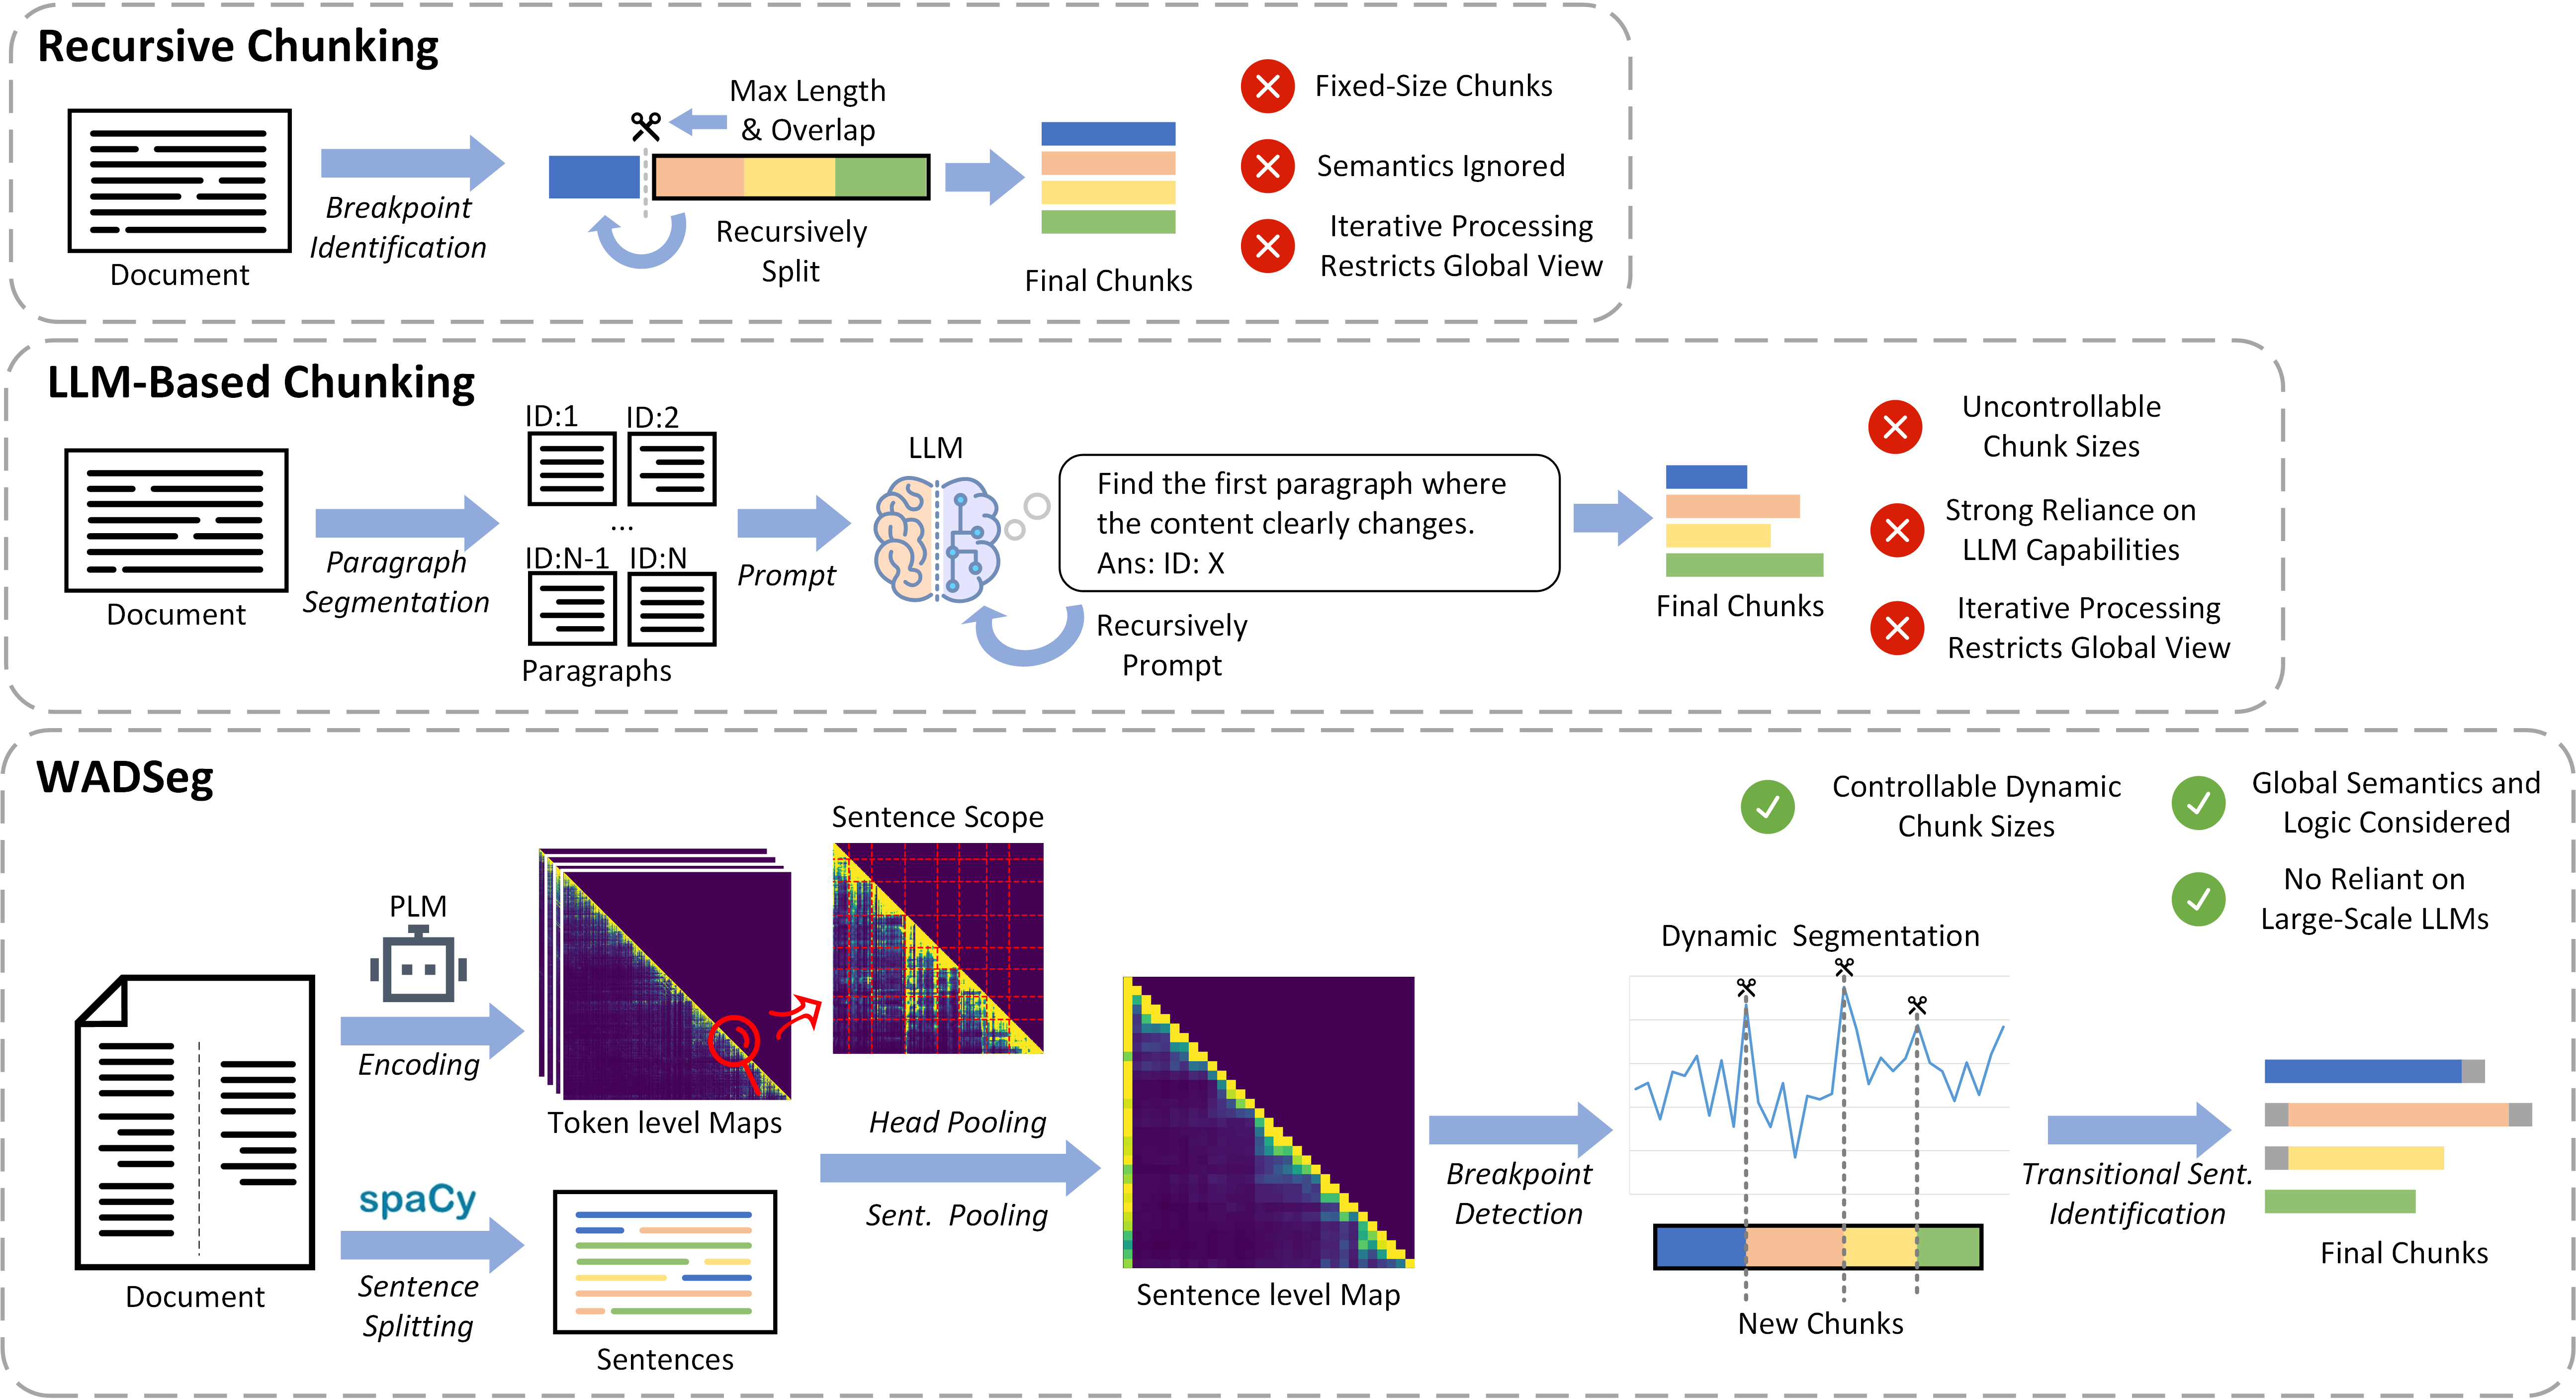 Recursive Chunking
Document
Breakpoint
Identification
Max Length
& Overlap
Recursively
Split
Final Chunks
Fixed-Size Chunks
Semantics Ignored
Iterative Processing
Restricts Global View
LLM-Based Chunking
Document
Paragraph
Segmentation
ID:1
ID:2
...
ID:N-1
ID:N
Paragraphs
Prompt
LLM
Find the first paragraph where
the content clearly changes.
Ans: ID: X
Recursively
Prompt
Final Chunks
Uncontrollable
Chunk Sizes
Strong Reliance on
LLM Capabilities
Iterative Processing
Restricts Global View
WADSeg
Document
PLM
Encoding
spaCy
Sentence
Splitting
Token level Maps
Sentence Scope
Sentences
Head Pooling
Sent. Pooling
Sentence level Map
Breakpoint
Detection
Dynamic Segmentation
New Chunks
Transitional Sent.
Identification
Final Chunks
Controllable Dynamic
Chunk Sizes
Global Semantics and
Logic Considered
No Reliant on
Large-Scale LLMs